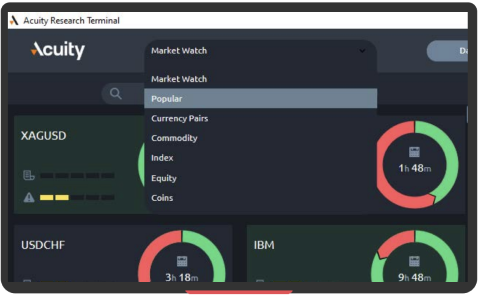 Acuity Research Terminal
Acuity
Market Watch
Market Watch
Popular
Currency Pairs
Commodity
Index
Equity
Coins
XAGUSD
1h 48m
USDCHF
3h 18m
IBM
9h 48m